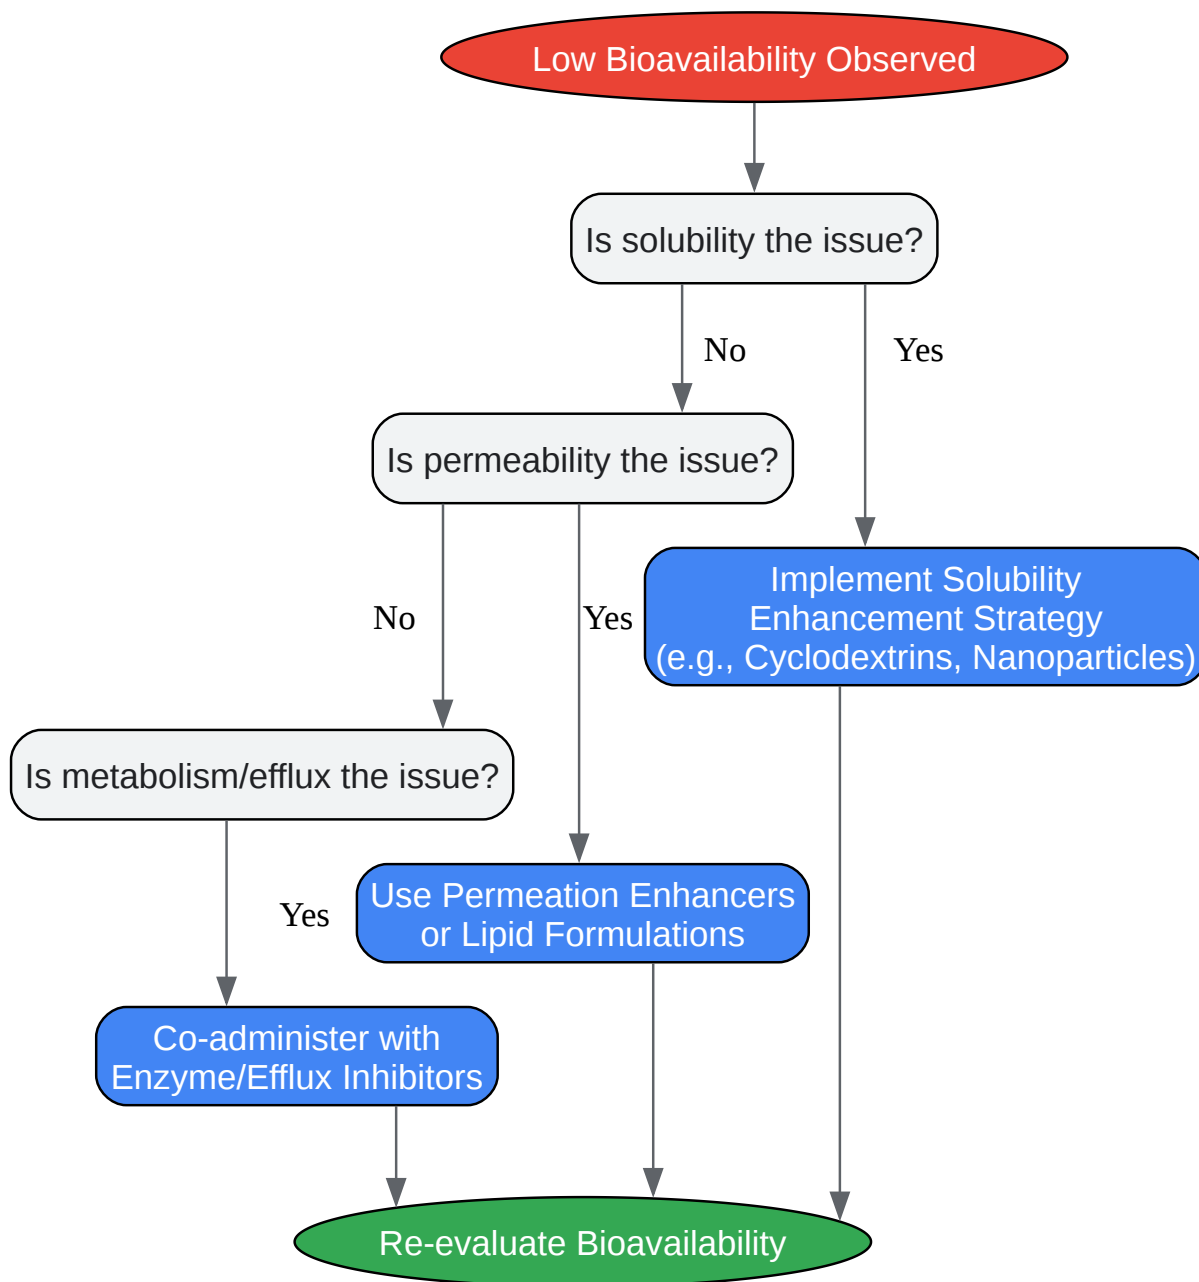 Low Bioavailability Observed
Is solubility the issue?
No
Yes
Is permeability the issue?
Implement Solubility
Enhancement Strategy
(e.g., Cyclodextrins, Nanoparticles)
No
Yes
Is metabolism/efflux the issue?
Use Permeation Enhancers
or Lipid Formulations
Yes
Co-administer with
Enzyme/Efflux Inhibitors
Re-evaluate Bioavailability